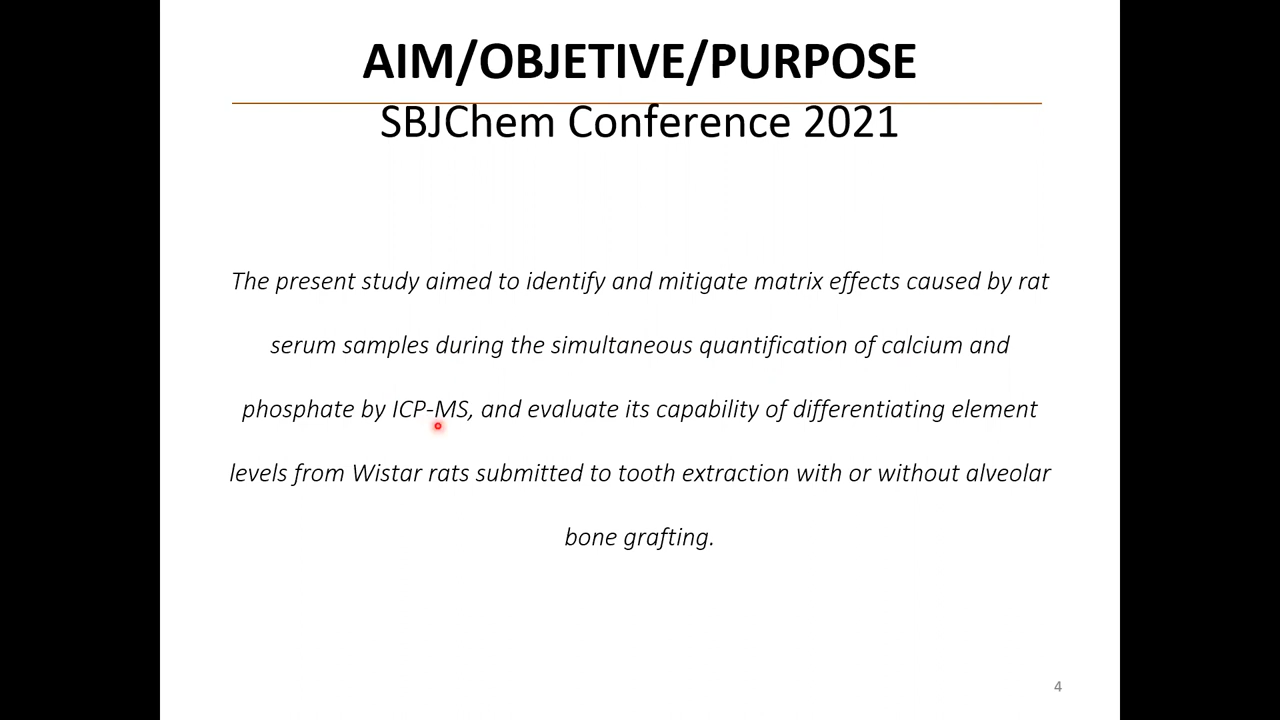 AIM/OBJETIVE/PURPOSE
SBJChem Conference 2021
The present study aimed to identify and mitigate matrix effects caused by rat
serum samples during the simultaneous quantification of calcium and
phosphate by ICP-MS, and evaluate its capability of differentiating element
levels from Wistar rats submitted to tooth extraction with or without alveolar
bone grafting.
4